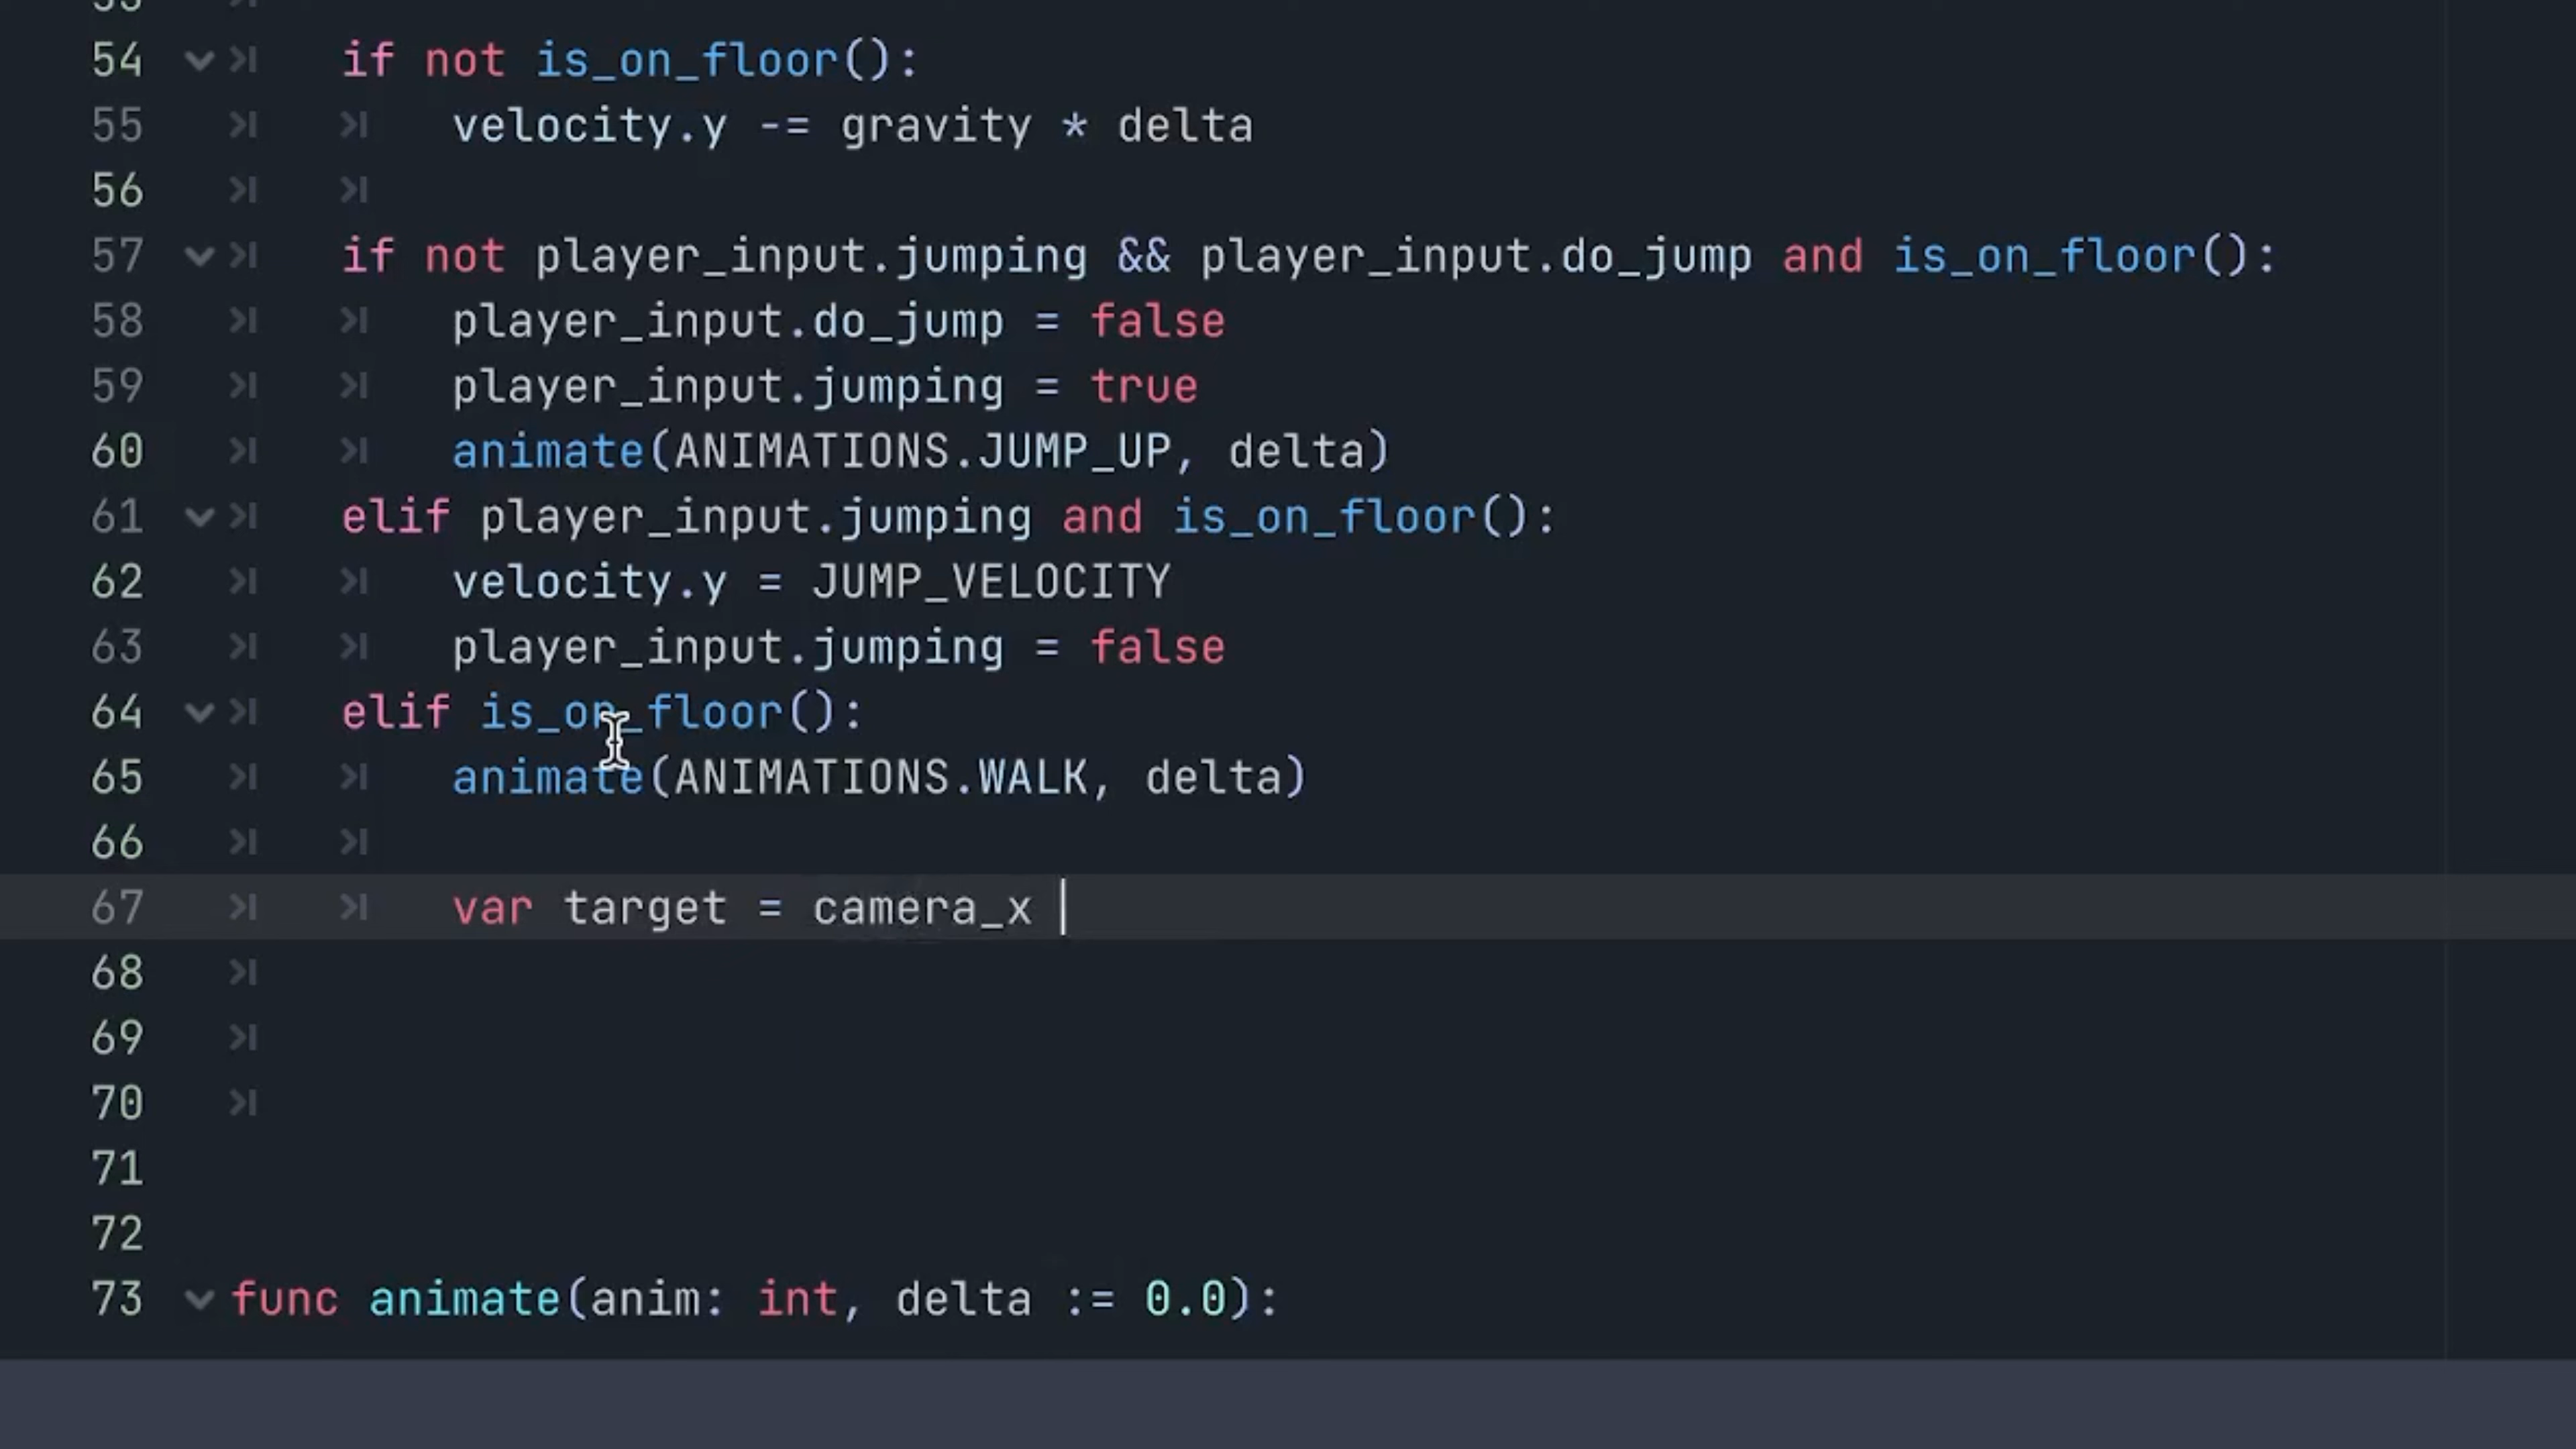 53
54 if not is_on_floor():
55 velocity.y -= gravity * delta
56
57 if not player_input.jumping && player_input.do_jump and is_on_floor():
58 player_input.do_jump = false
59 player_input.jumping = true
60 animate(ANIMATIONS.JUMP_UP, delta)
61 elif player_input.jumping and is_on_floor():
62 velocity.y = JUMP_VELOCITY
63 player_input.jumping = false
64 elif is_on_floor():
65 animate(ANIMATIONS.WALK, delta)
66
67 var target = camera_x
68
69
70
71
72
73 func animate(anim: int, delta := 0.0):